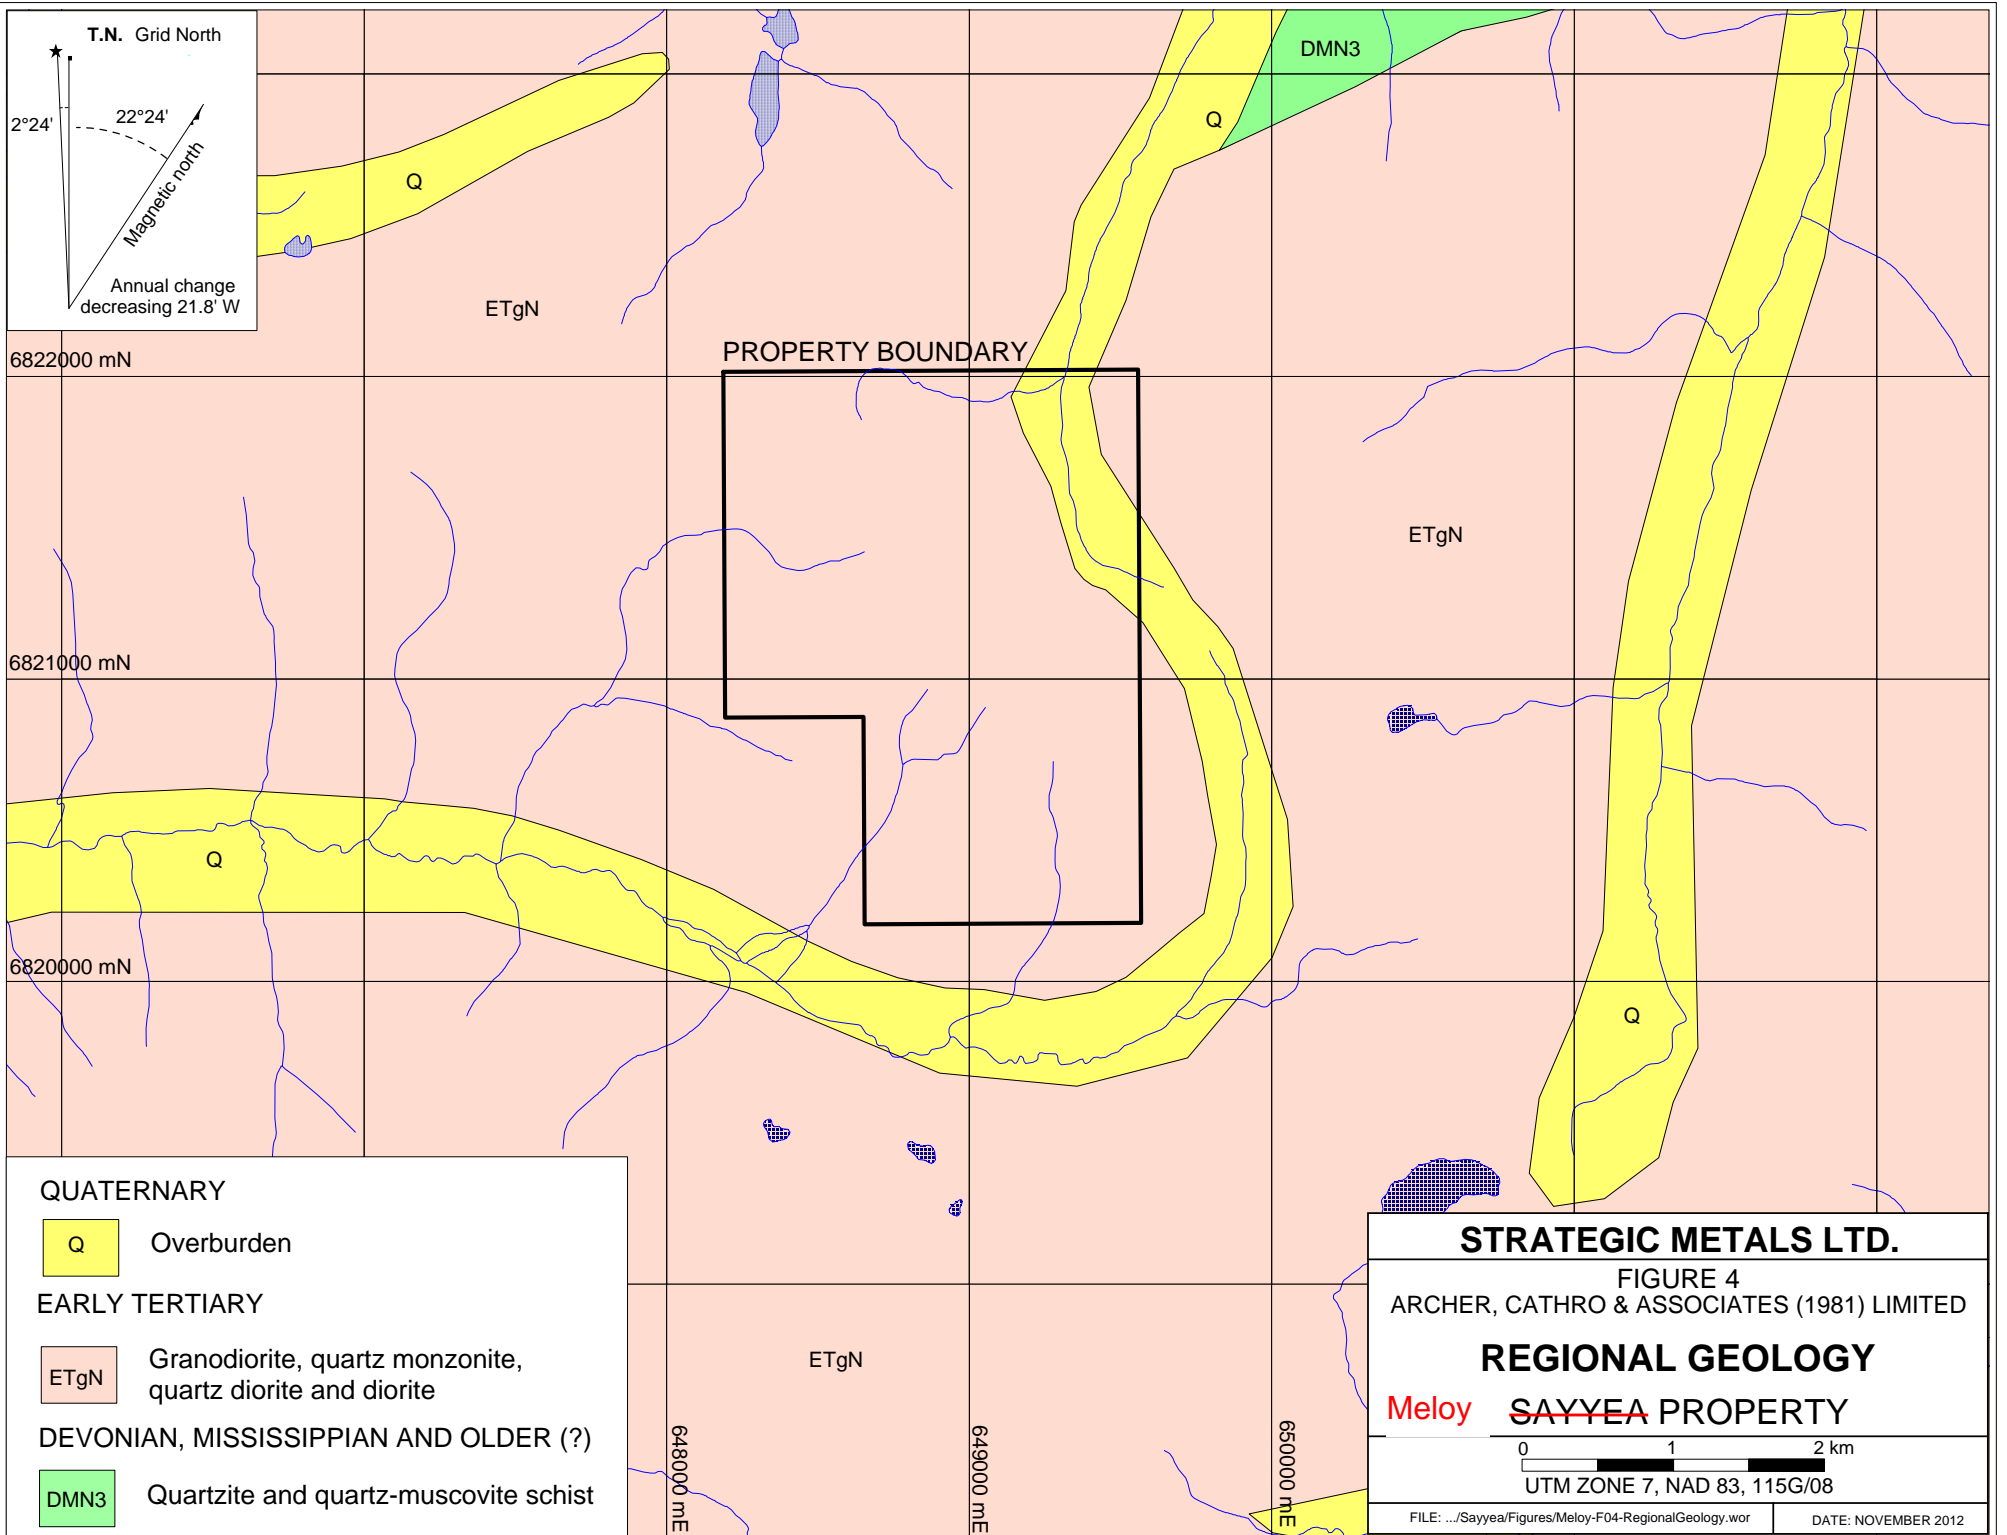 T.N. Grid North
2°24'
22°24'
Magnetic north
Annual change
decreasing 21.8' W
DMN3
Q
Q
ETgN
6822000 mN
PROPERTY BOUNDARY
ETgN
6821000 mN
Q
6820000 mN
Q
ETgN
648000 mE
649000 mE
650000 mE
QUATERNARY
Q Overburden
EARLY TERTIARY
ETgN Granodiorite, quartz monzonite,
quartz diorite and diorite
DEVONIAN, MISSISSIPPIAN AND OLDER (?)
DMN3 Quartzite and quartz-muscovite schist
STRATEGIC METALS LTD.
FIGURE 4
ARCHER, CATHRO & ASSOCIATES (1981) LIMITED
REGIONAL GEOLOGY
Meloy SAYYEA PROPERTY
0 1 2 km
UTM ZONE 7, NAD 83, 115G/08
FILE: .../Sayyea/Figures/Meloy-F04-RegionalGeology.wor
DATE: NOVEMBER 2012